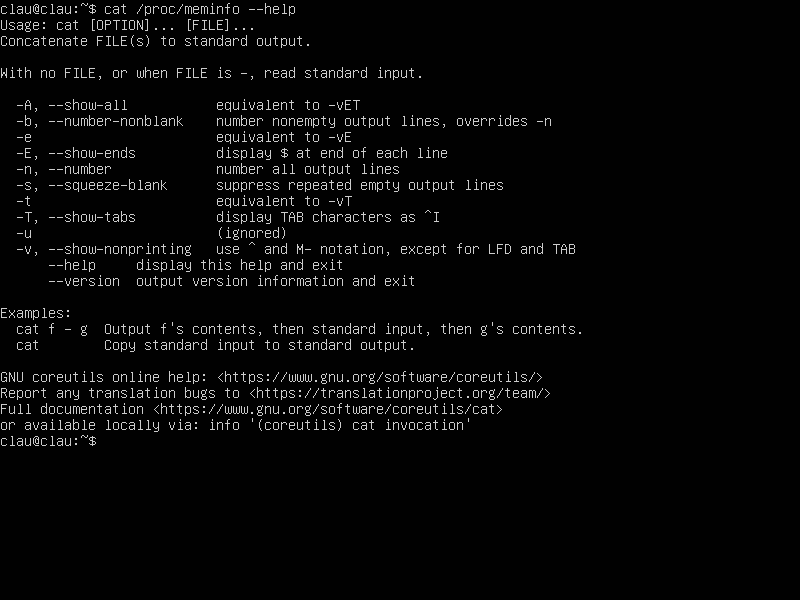 clau@clau:~$ cat /proc/meminfo --help
Usage: cat [OPTION]... [FILE]...
Concatenate FILE(s) to standard output.

With no FILE, or when FILE is -, read standard input.

  -A, --show-all           equivalent to -vET
  -b, --number-nonblank    number nonempty output lines, overrides -n
  -e                       equivalent to -vE
  -E, --show-ends          display $ at end of each line
  -n, --number             number all output lines
  -s, --squeeze-blank      suppress repeated empty output lines
  -t                       equivalent to -vT
  -T, --show-tabs          display TAB characters as ^I
  -u                       (ignored)
  -v, --show-nonprinting   use ^ and M- notation, except for LFD and TAB
      --help     display this help and exit
      --version  output version information and exit

Examples:
  cat f - g  Output f's contents, then standard input, then g's contents.
  cat        Copy standard input to standard output.

GNU coreutils online help: <https://www.gnu.org/software/coreutils/>
Report any translation bugs to <https://translationproject.org/team/>
Full documentation <https://www.gnu.org/software/coreutils/cat>
or available locally via: info '(coreutils) cat invocation'
clau@clau:~$